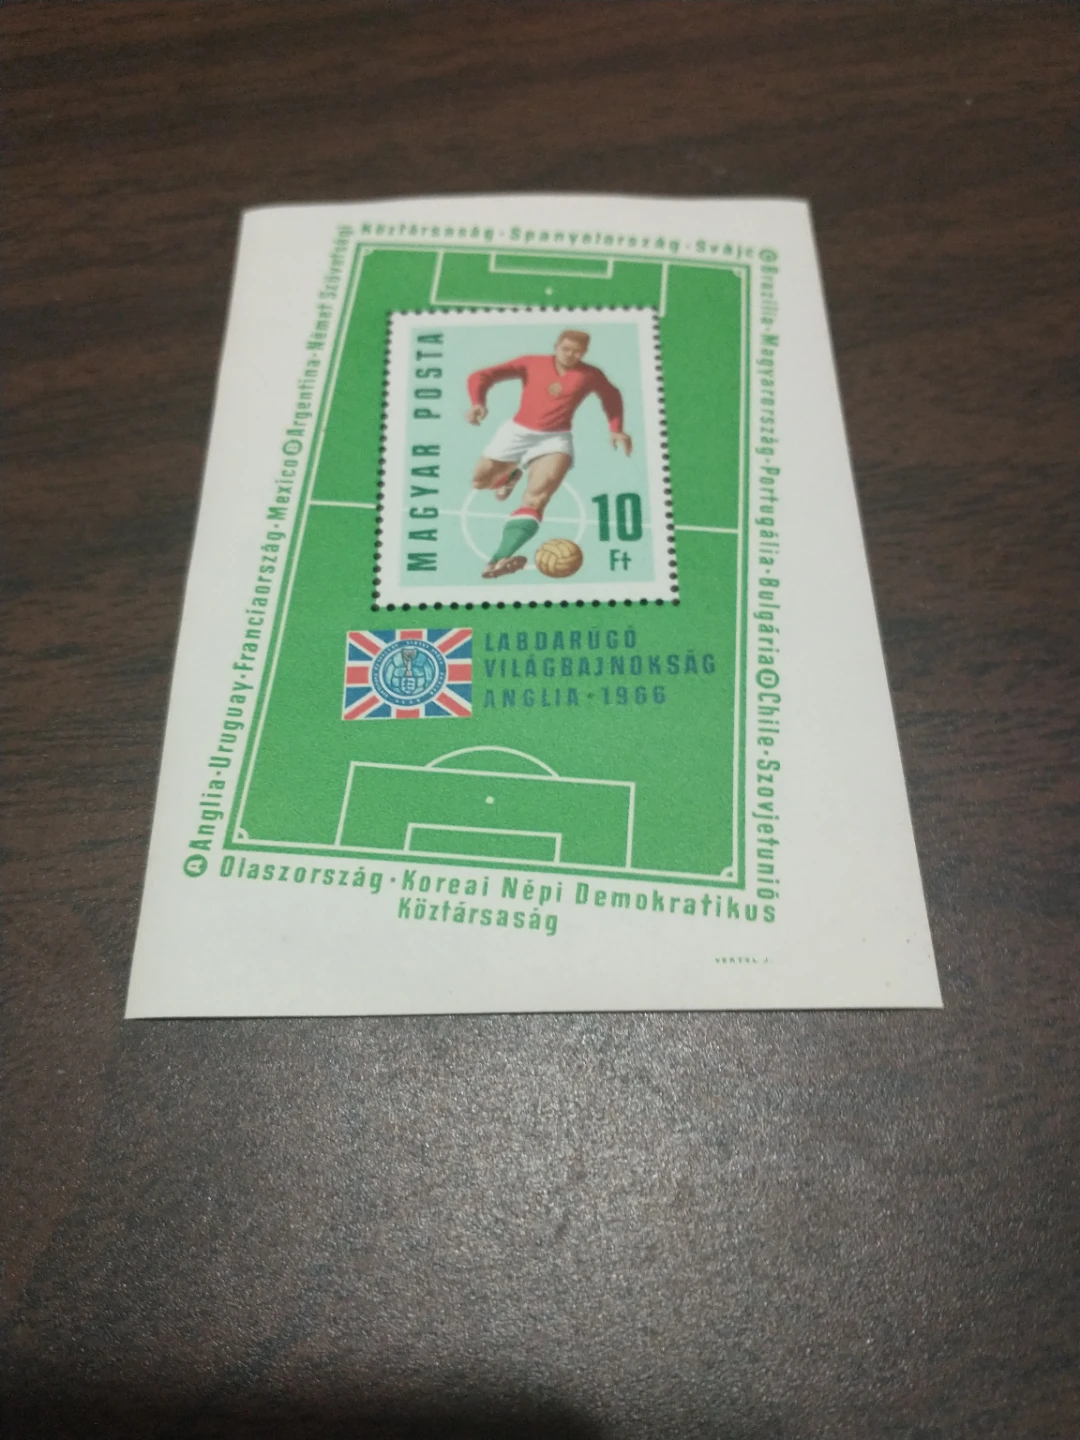 Köztársaság · Spanyolország · Svájc
Ⓒ Brazília · Magyarország · Portugália · Bulgária Ⓓ Chile · Szovjetunió
Ⓐ Anglia · Uruguay · Franciaország · Mexico Ⓑ Argentina · Német Szövetségi
MAGYAR POSTA
10
Ft
LABDARÚGÓ
VILÁGBAJNOKSÁG
ANGLIA · 1966
Olaszország · Koreai Népi Demokratikus
Köztársaság
VERTEL J.